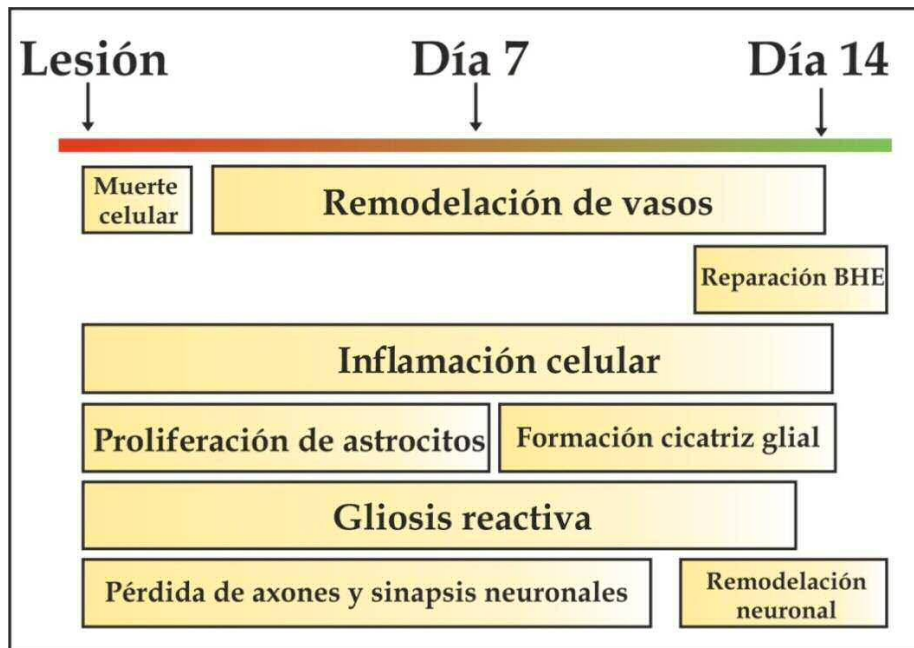 Lesión Día 7 Día 14
Muerte
celular
Remodelación de vasos
Reparación BHE
Inflamación celular
Proliferación de astrocitos
Formación cicatriz glial
Gliosis reactiva
Pérdida de axones y sinapsis neuronales
Remodelación
neuronal